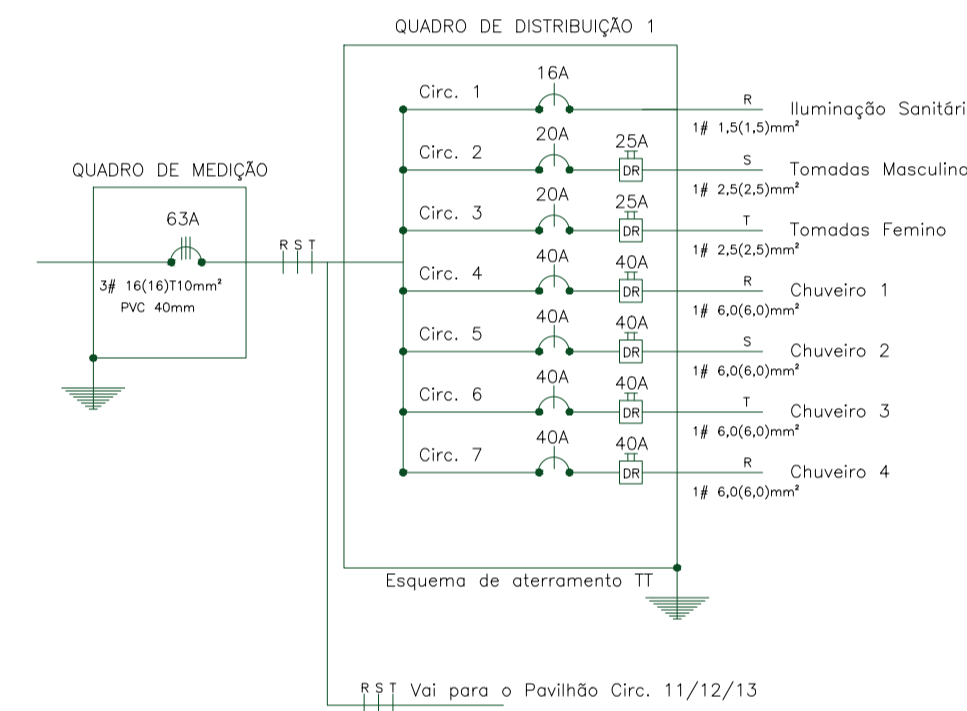 QUADRO DE DISTRIBUIÇÃO 1
QUADRO DE MEDIÇÃO
63A
3# 16(16)T10mm²
PVC 40mm
R S T
Circ. 1
16A
R
Iluminação Sanitári
1# 1,5(1,5)mm²
Circ. 2
20A
25A
DR
S
Tomadas Masculino
1# 2,5(2,5)mm²
Circ. 3
20A
25A
DR
T
Tomadas Femino
1# 2,5(2,5)mm²
Circ. 4
40A
40A
DR
R
Chuveiro 1
1# 6,0(6,0)mm²
Circ. 5
40A
40A
DR
S
Chuveiro 2
1# 6,0(6,0)mm²
Circ. 6
40A
40A
DR
T
Chuveiro 3
1# 6,0(6,0)mm²
Circ. 7
40A
40A
DR
R
Chuveiro 4
1# 6,0(6,0)mm²
Esquema de aterramento TT
R S T Vai para o Pavilhão Circ. 11/12/13